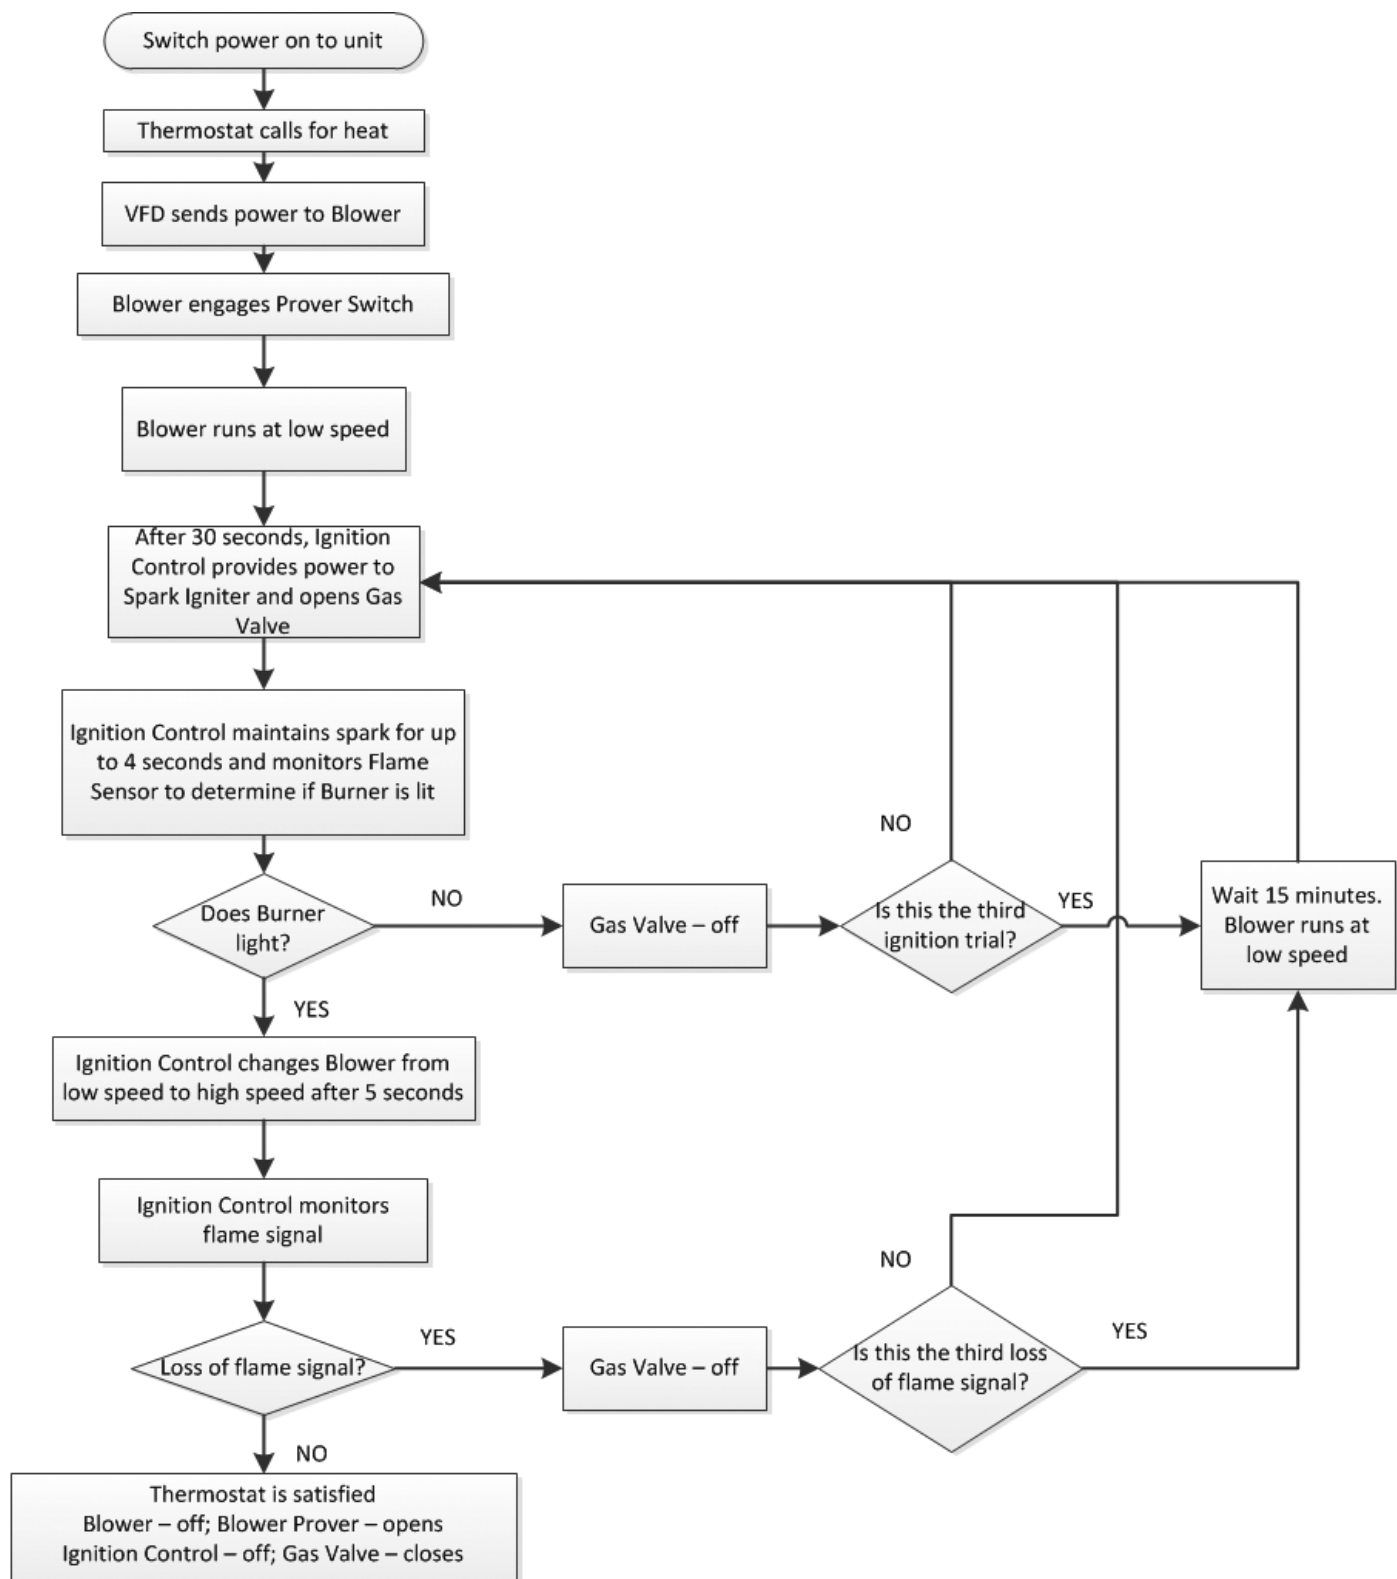 Switch power on to unit
Thermostat calls for heat
VFD sends power to Blower
Blower engages Prover Switch
Blower runs at low speed
After 30 seconds, Ignition
Control provides power to
Spark Igniter and opens Gas
Valve
Ignition Control maintains spark for up
to 4 seconds and monitors Flame
Sensor to determine if Burner is lit
Does Burner
light?
NO
Gas Valve – off
Is this the third
ignition trial?
NO
YES
Wait 15 minutes.
Blower runs at
low speed
YES
Ignition Control changes Blower from
low speed to high speed after 5 seconds
Ignition Control monitors
flame signal
Loss of flame signal?
YES
Gas Valve – off
Is this the third loss
of flame signal?
NO
YES
NO
Thermostat is satisfied
Blower – off; Blower Prover – opens
Ignition Control – off; Gas Valve – closes